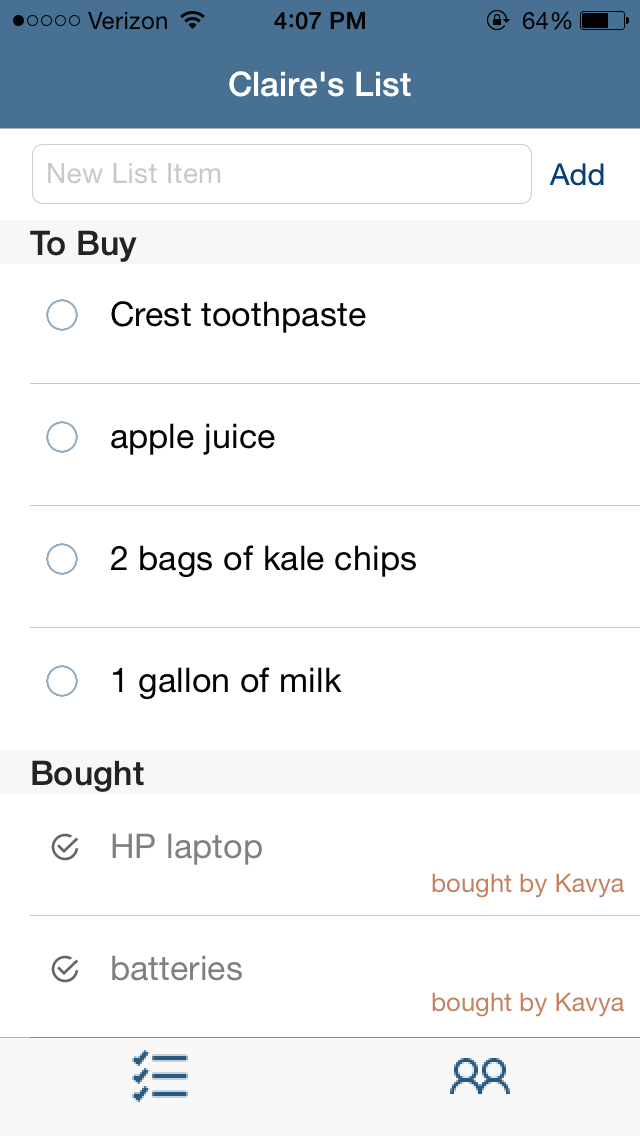 Verizon 4:07 PM 64%
Claire's List
New List Item Add
To Buy
Crest toothpaste
apple juice
2 bags of kale chips
1 gallon of milk
Bought
HP laptop
bought by Kavya
batteries
bought by Kavya